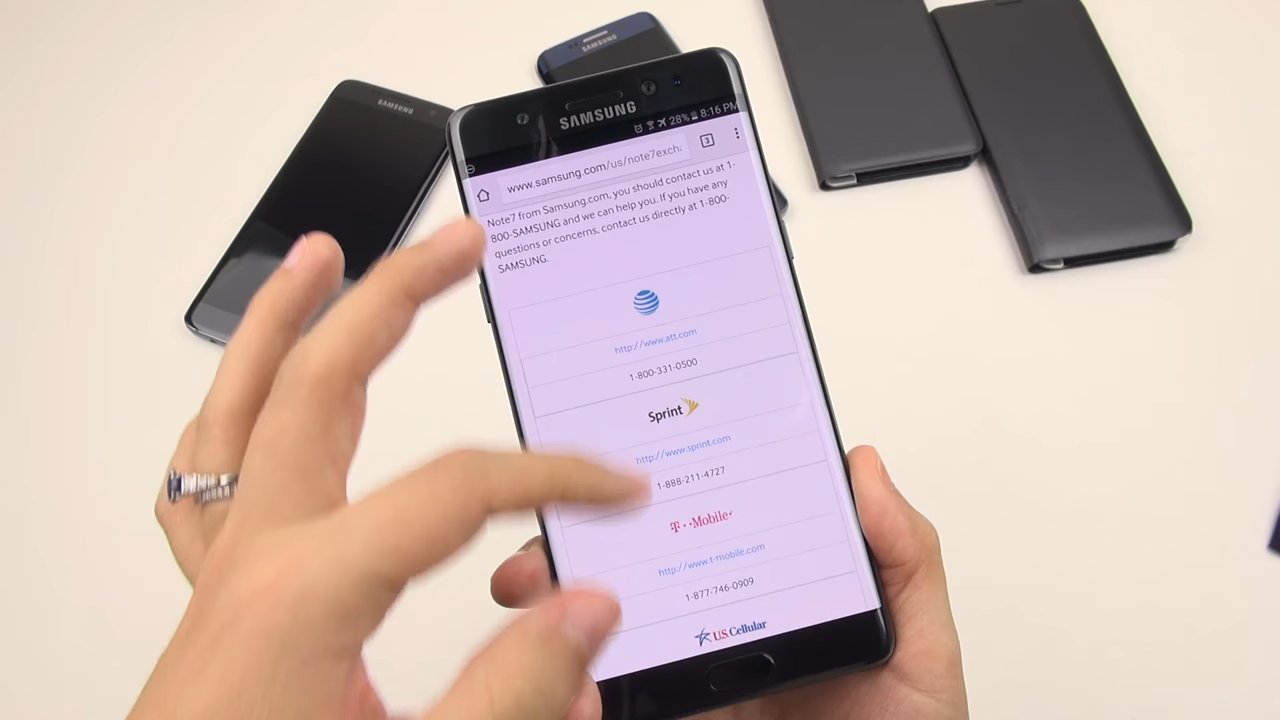 SAMSUNG
SAMSUNG
SAMSUNG
28% 8:16 PM
www.samsung.com/us/note7exch
3
Note7 from Samsung.com, you should contact us at 1-
800-SAMSUNG and we can help you. If you have any
questions or concerns, contact us directly at 1-800-
SAMSUNG.
http://www.att.com
1-800-331-0500
Sprint
http://www.sprint.com
1-888-211-4727
T··Mobile·
http://www.t-mobile.com
1-877-746-0909
U.S. Cellular